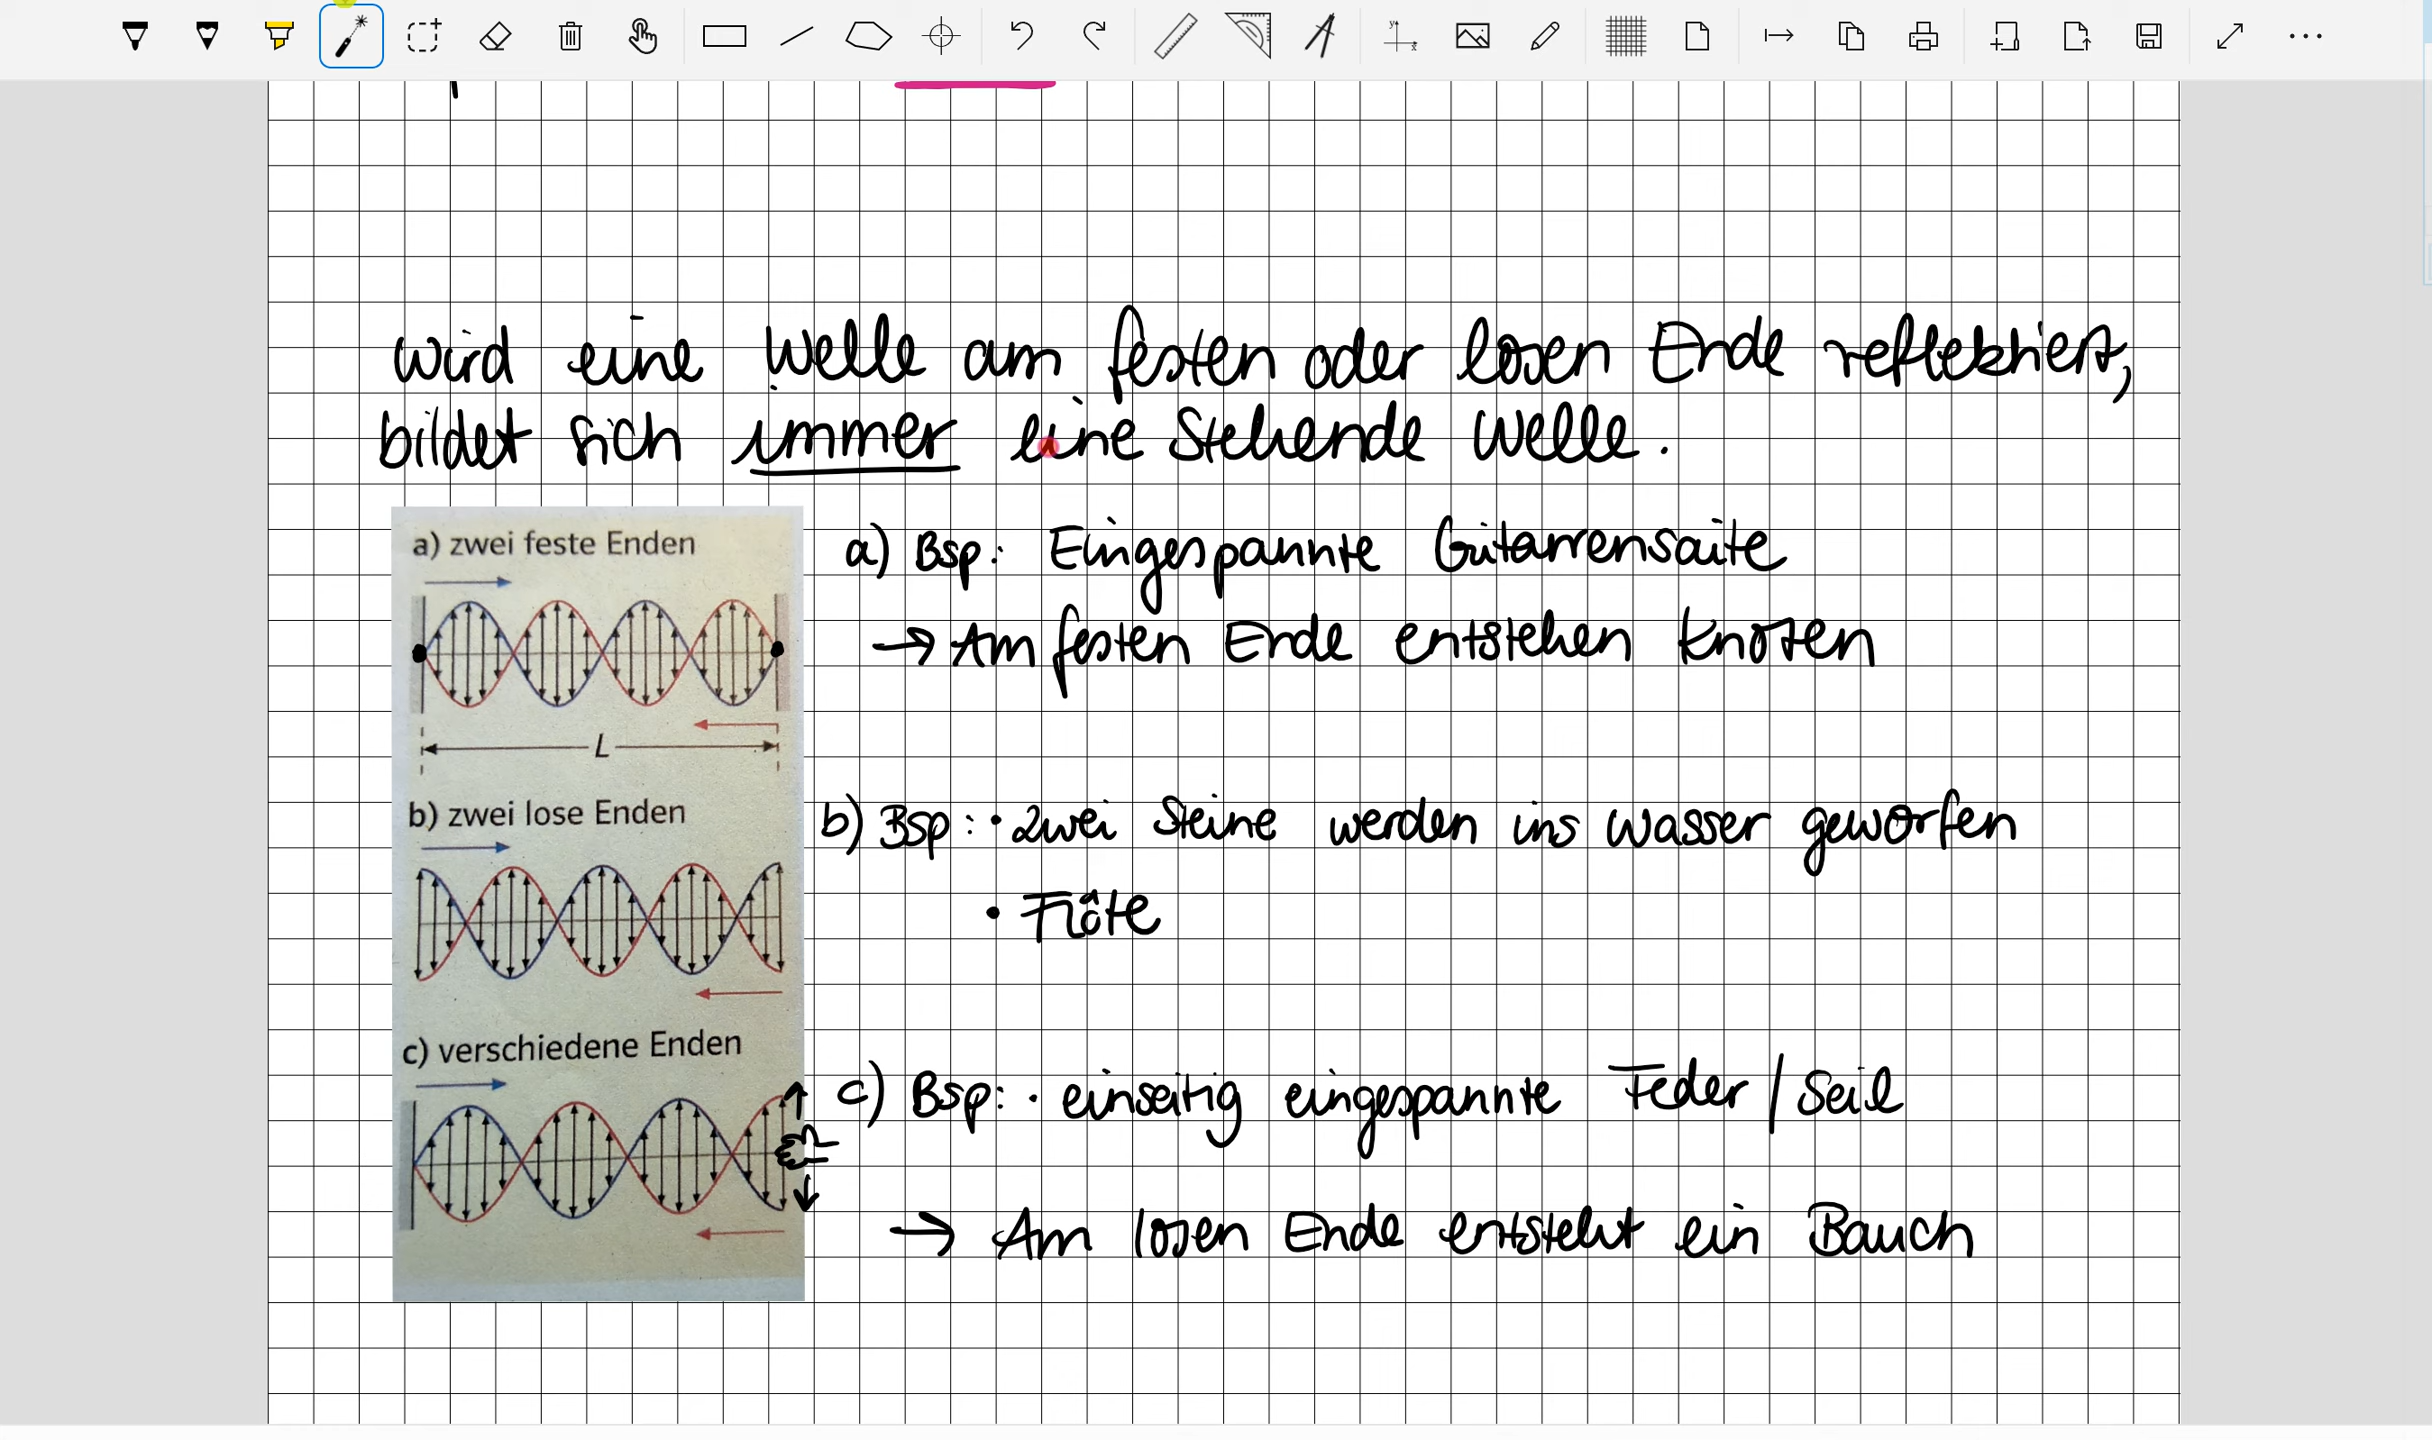 wird eine Welle am festen oder losen Ende reflektiert,
bildet sich immer eine Stehende Welle.
a) zwei feste Enden
a) Bsp: Eingespannte Gitarrensaite
→ Am festen Ende entstehen Knoten
L
b) zwei lose Enden
b) Bsp: • Zwei Steine werden ins Wasser geworfen
• Flöte
c) verschiedene Enden
c) Bsp: · einseitig eingespannte Feder / Seil
→ Am losen Ende entsteht ein Bauch